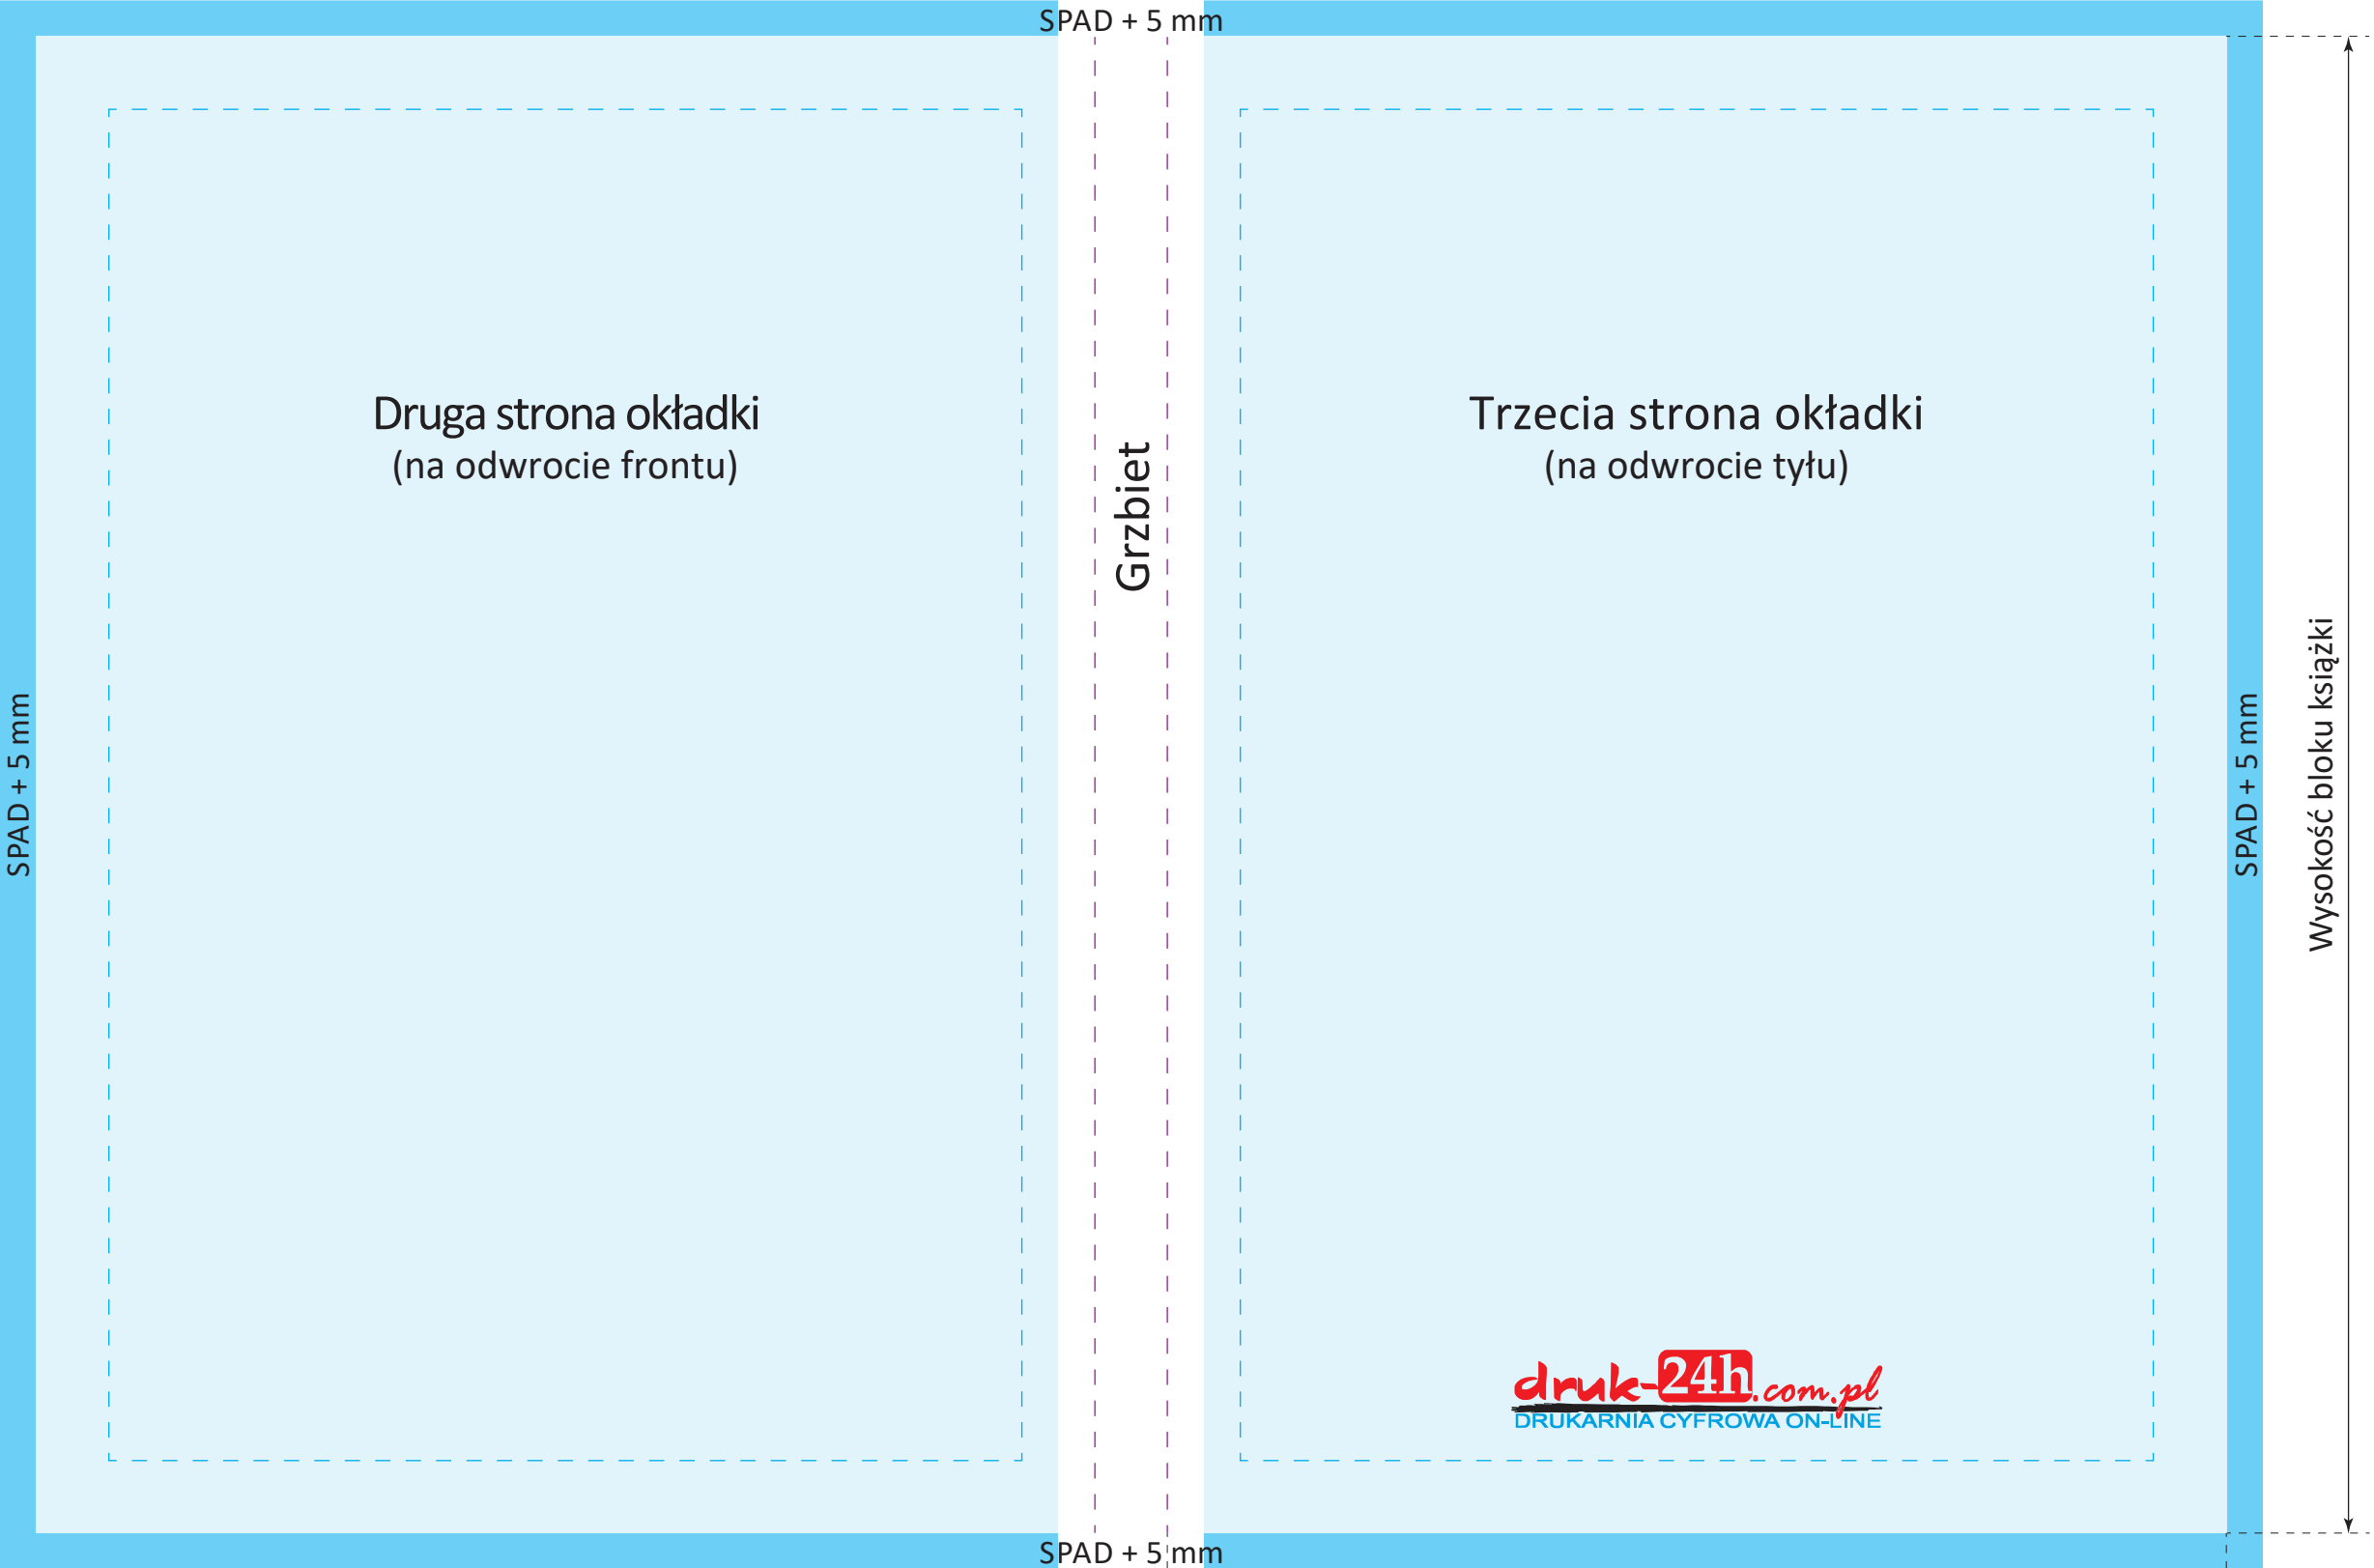 SPAD + 5 mm
Druga strona okładki
(na odwrocie frontu)
Grzbiet
Trzecia strona okładki
(na odwrocie tyłu)
SPAD + 5 mm
SPAD + 5 mm
Wysokość bloku książki
druk-24h.com.pl
DRUKARNIA CYFROWA ON-LINE
SPAD + 5 mm